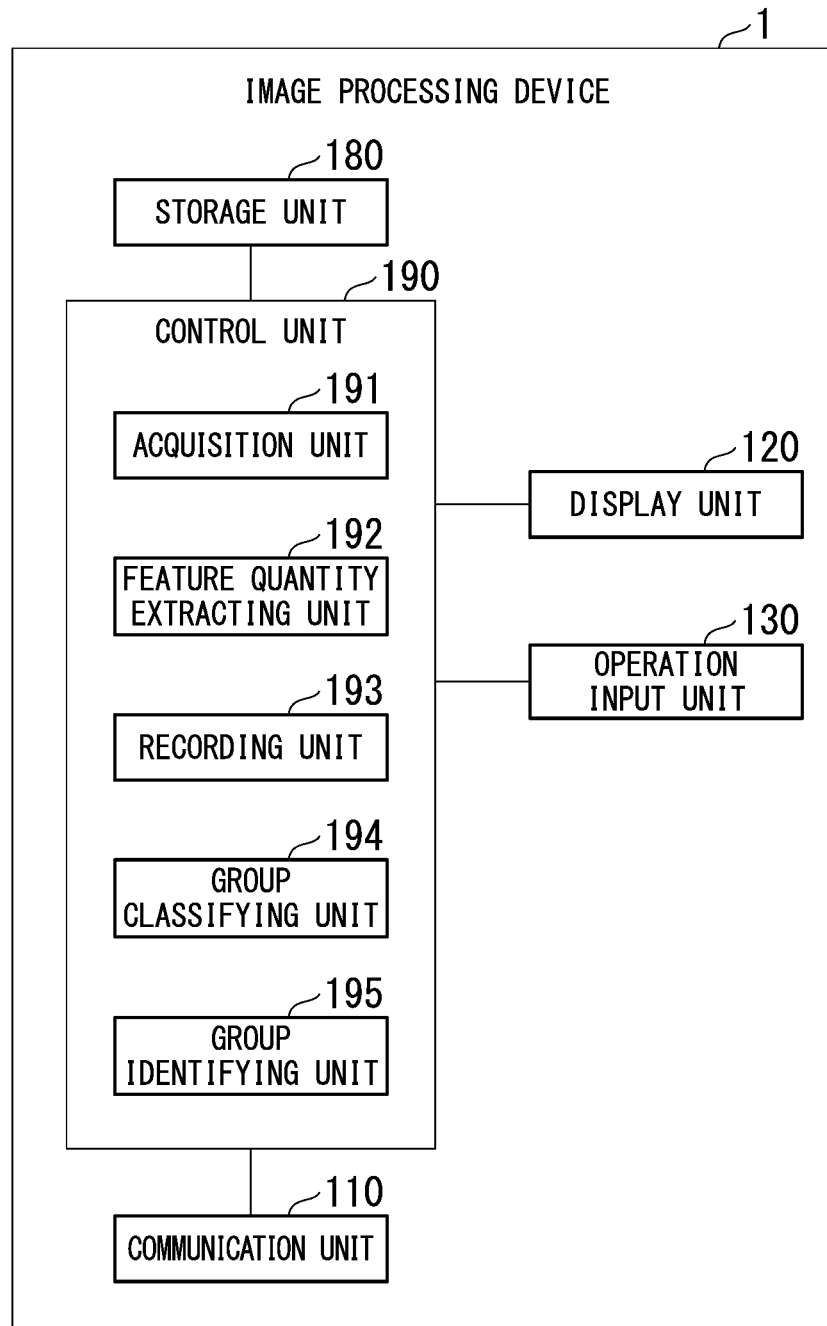 1
IMAGE PROCESSING DEVICE
180
STORAGE UNIT
190
CONTROL UNIT
191
ACQUISITION UNIT
192
FEATURE QUANTITY
EXTRACTING UNIT
193
RECORDING UNIT
194
GROUP
CLASSIFYING UNIT
195
GROUP
IDENTIFYING UNIT
120
DISPLAY UNIT
130
OPERATION
INPUT UNIT
110
COMMUNICATION UNIT